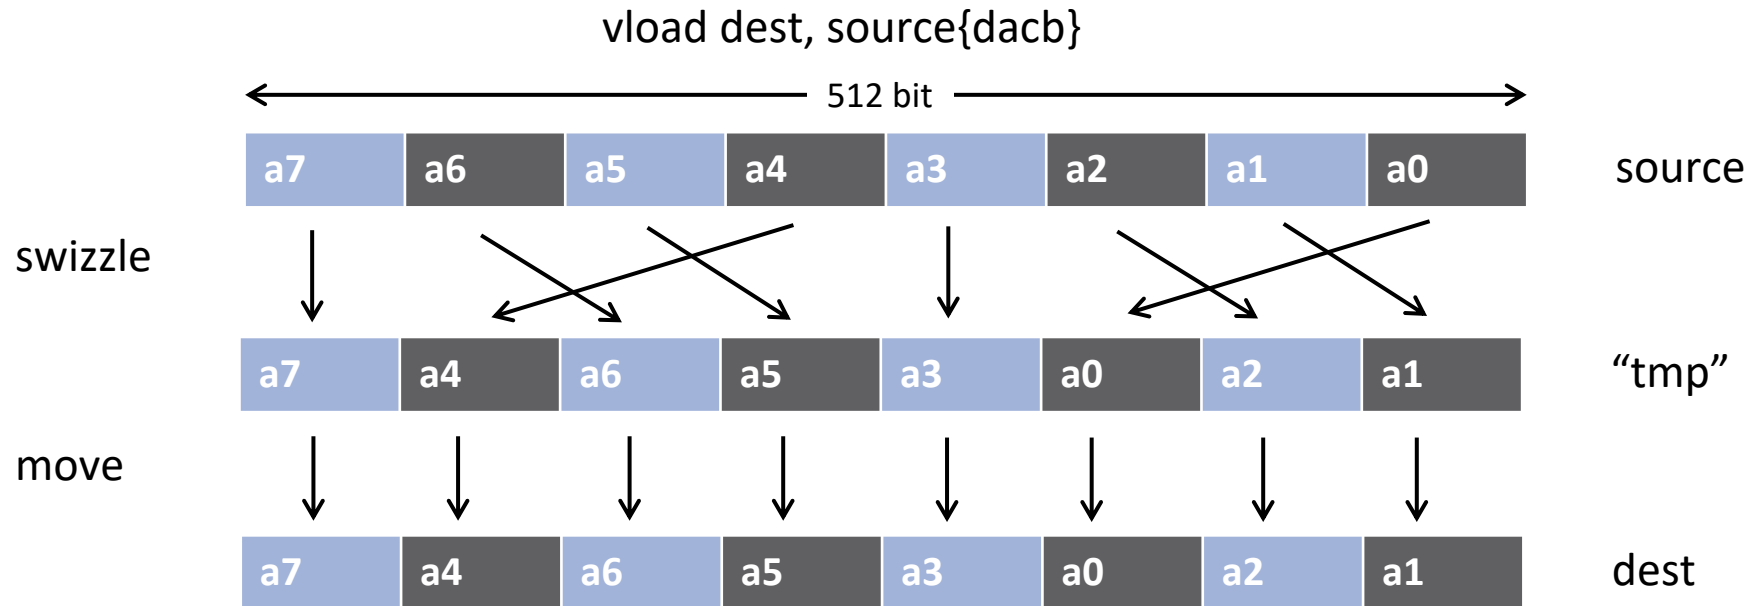 vload dest, source{dacb}
512 bit
a7 a6 a5 a4 a3 a2 a1 a0 source
swizzle
a7 a4 a6 a5 a3 a0 a2 a1 “tmp”
move
a7 a4 a6 a5 a3 a0 a2 a1 dest